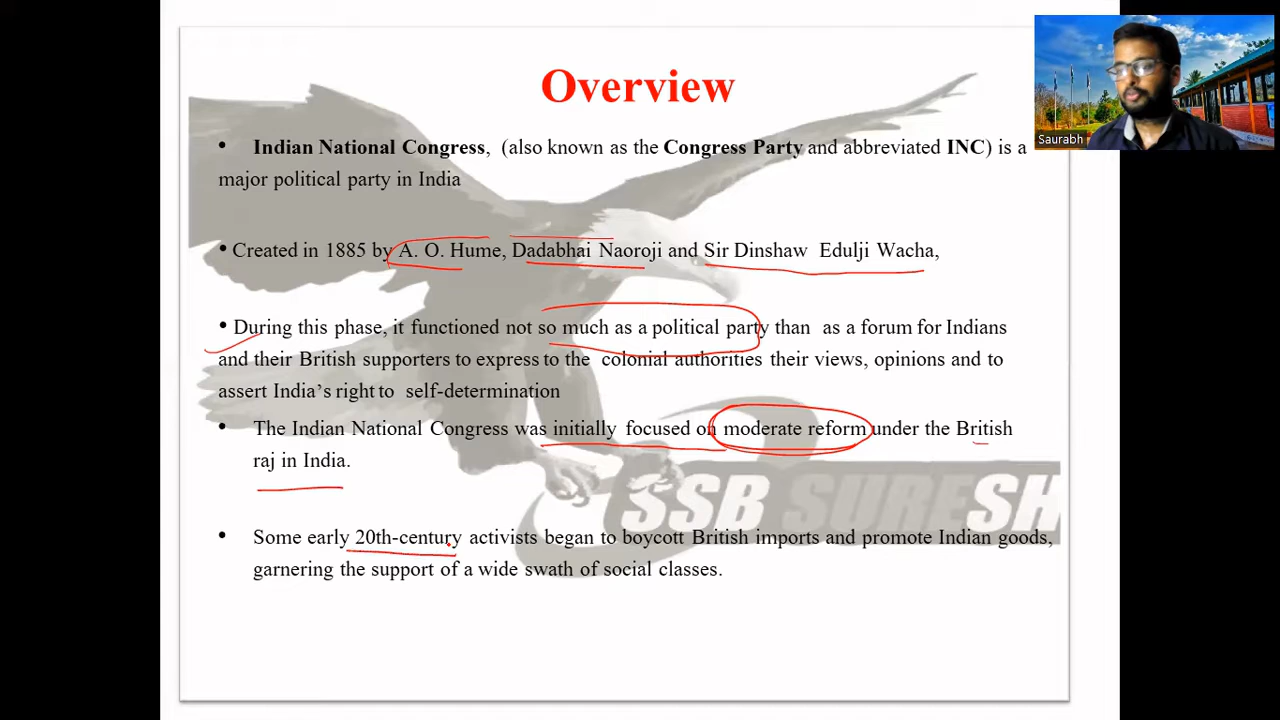 Overview
• Indian National Congress, (also known as the Congress Party and abbreviated INC) is a
major political party in India
• Created in 1885 by A. O. Hume, Dadabhai Naoroji and Sir Dinshaw Edulji Wacha,
• During this phase, it functioned not so much as a political party than as a forum for Indians
and their British supporters to express to the colonial authorities their views, opinions and to
assert India's right to self-determination
• The Indian National Congress was initially focused on moderate reform under the British
raj in India.
SSB SURESH
• Some early 20th-century activists began to boycott British imports and promote Indian goods,
garnering the support of a wide swath of social classes.
Saurabh